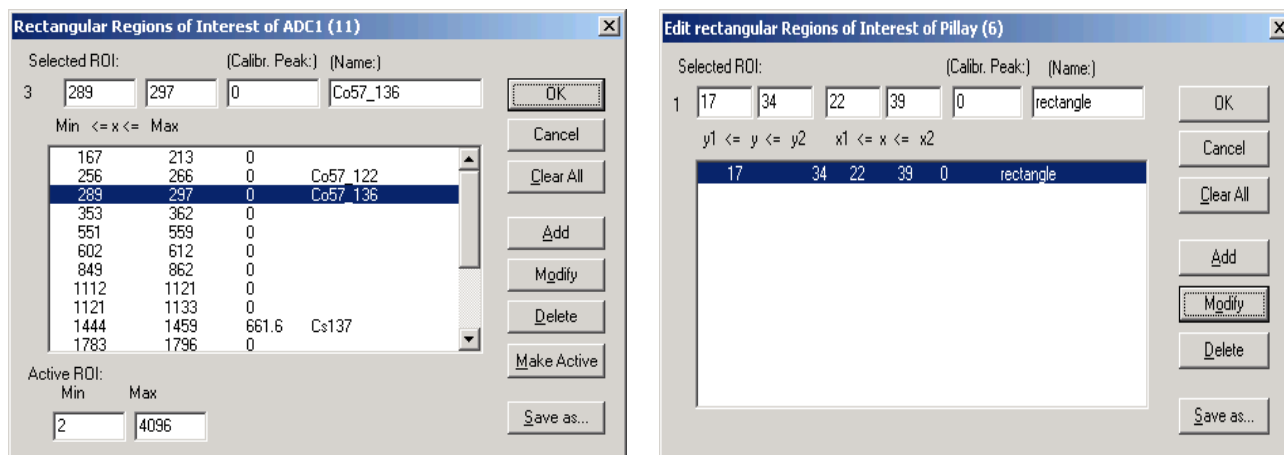 Rectangular Regions of Interest of ADC1 (11)
Selected ROI: (Calibr. Peak:) (Name:)
3 289 297 0 Co57_136
Min <= x <= Max
167 213 0
256 266 0 Co57_122
289 297 0 Co57_136
353 362 0
551 559 0
602 612 0
849 862 0
1112 1121 0
1121 1133 0
1444 1459 661.6 Cs137
1783 1796 0
Active ROI:
Min Max
2 4096
OK
Cancel
Clear All
Add
Modify
Delete
Make Active
Save as...
Edit rectangular Regions of Interest of Pillay (6)
Selected ROI: (Calibr. Peak:) (Name:)
1 17 34 22 39 0 rectangle
y1 <= y <= y2 x1 <= x <= x2
17 34 22 39 0 rectangle
OK
Cancel
Clear All
Add
Modify
Delete
Save as...